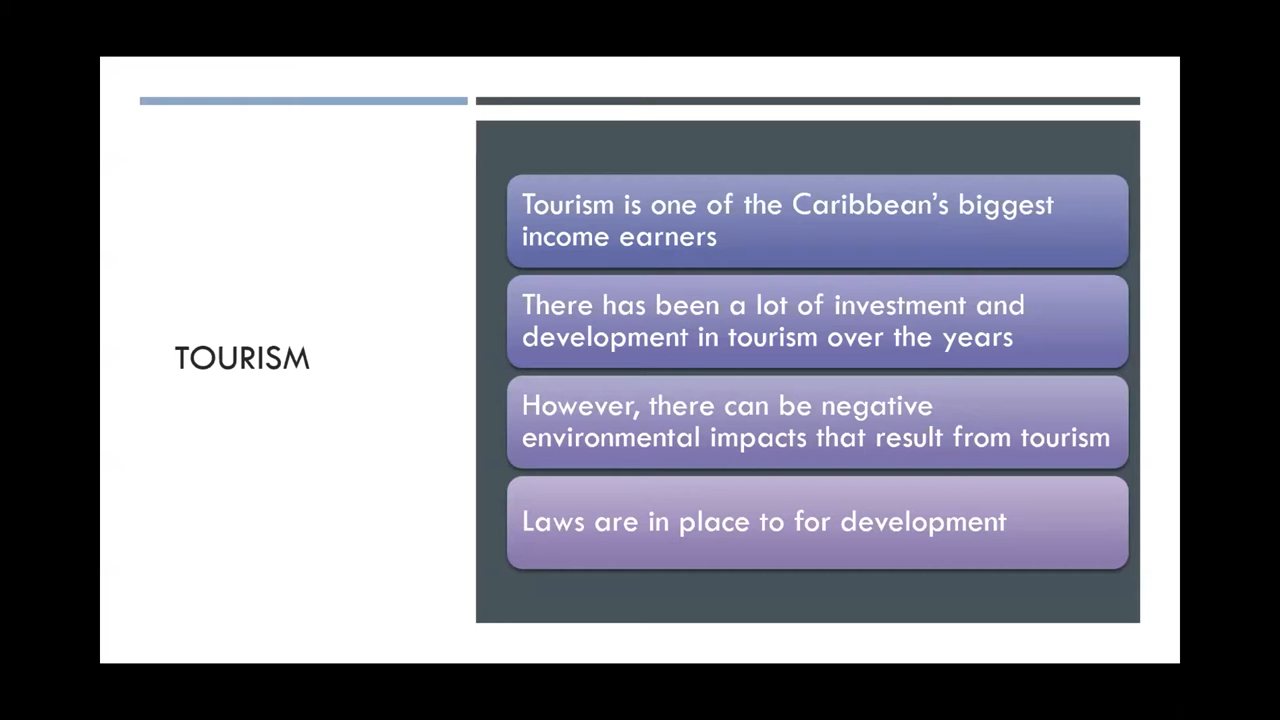 TOURISM
Tourism is one of the Caribbean’s biggest
income earners
There has been a lot of investment and
development in tourism over the years
However, there can be negative
environmental impacts that result from tourism
Laws are in place to for development